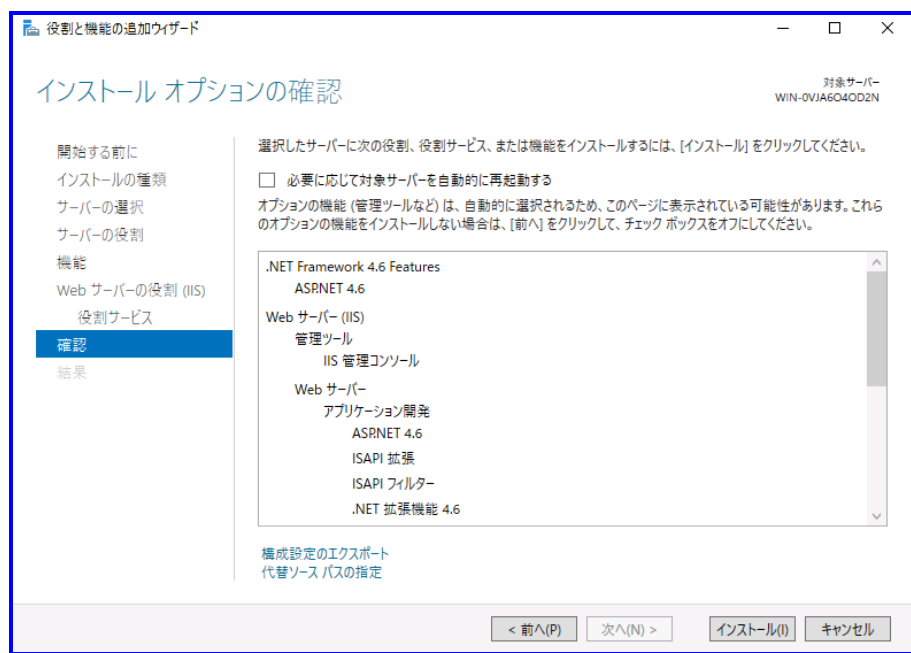 役割と機能の追加ウィザード
インストール オプションの確認
対象サーバー
WIN-0VJA6O4OD2N
開始する前に
インストールの種類
サーバーの選択
サーバーの役割
機能
Web サーバーの役割 (IIS)
役割サービス
確認
結果
選択したサーバーに次の役割、役割サービス、または機能をインストールするには、[インストール] をクリックしてください。
必要に応じて対象サーバーを自動的に再起動する
オプションの機能 (管理ツールなど) は、自動的に選択されるため、このページに表示されている可能性があります。これら
のオプションの機能をインストールしない場合は、[前へ] をクリックして、チェック ボックスをオフにしてください。
.NET Framework 4.6 Features
ASP.NET 4.6
Web サーバー (IIS)
管理ツール
IIS 管理コンソール
Web サーバー
アプリケーション開発
ASP.NET 4.6
ISAPI 拡張
ISAPI フィルター
.NET 拡張機能 4.6
構成設定のエクスポート
代替ソース パスの指定
< 前へ(P)
次へ(N) >
インストール(I)
キャンセル